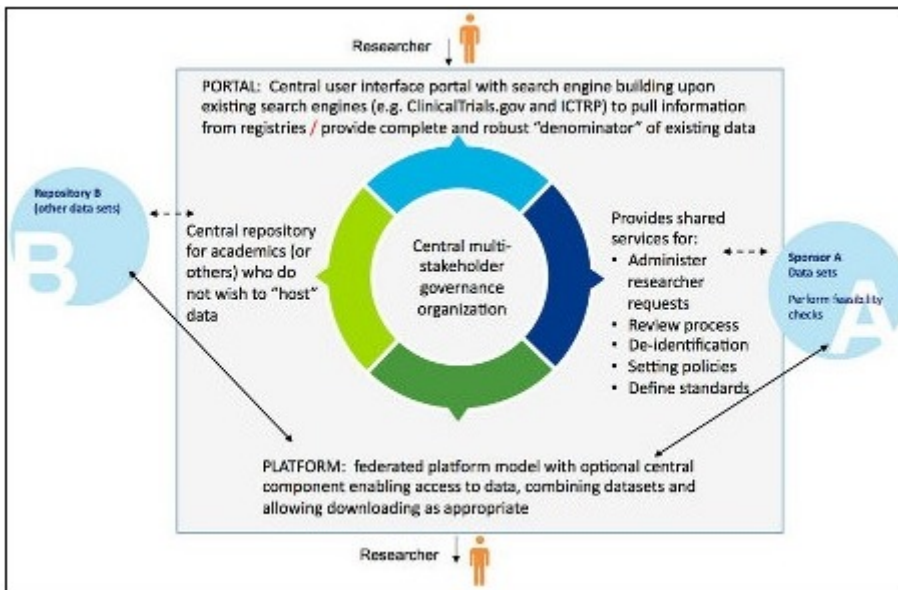 Researcher
PORTAL: Central user interface portal with search engine building upon
existing search engines (e.g. ClinicalTrials.gov and ICTRP) to pull information
from registries / provide complete and robust “denominator” of existing data
Repository B
(other data sets)
B
Central repository
for academics (or
others) who do
not wish to “host”
data
Central multi-
stakeholder
governance
organization
Provides shared
services for:
• Administer
researcher
requests
• Review process
• De-identification
• Setting policies
• Define standards
Sponsor A
Data sets
Perform feasibility
checks
A
PLATFORM: federated platform model with optional central
component enabling access to data, combining datasets and
allowing downloading as appropriate
Researcher